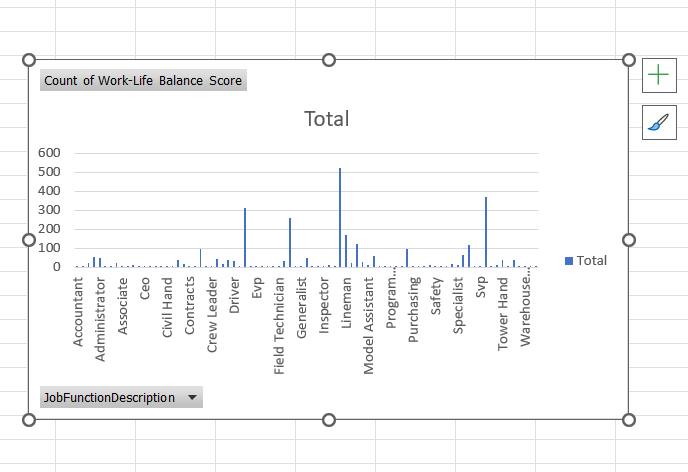 Count of Work-Life Balance Score
Total
600
500
400
300
200
100
0
Accountant
Administrator
Associate
Ceo
Civil Hand
Contracts
Crew Leader
Driver
Evp
Field Technician
Generalist
Inspector
Lineman
Model Assistant
Program...
Purchasing
Safety
Specialist
Svp
Tower Hand
Warehouse...
Total
JobFunctionDescription